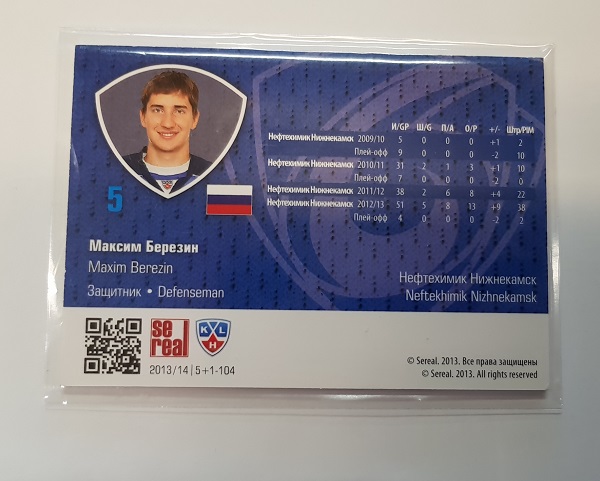 И/GP Ш/G П/А О/Р +/- Штр/PIM
Нефтехимик Нижнекамск 2009/10 5 0 0 0 +1 2
Плей-офф 9 0 0 0 -2 10
Нефтехимик Нижнекамск 2010/11 31 2 1 3 +1 10
Плей-офф 7 0 0 0 -2 0
Нефтехимик Нижнекамск 2011/12 38 2 6 8 +4 22
Нефтехимик Нижнекамск 2012/13 51 5 8 13 +9 38
Плей-офф 4 0 0 0 -2 2
5
Максим Березин
Maxim Berezin
Защитник • Defenseman
Нефтехимик Нижнекамск
Neftekhimik Nizhnekamsk
se
real
KHL
2013/14 | 5+1-104
© Sereal. 2013. Все права защищены
© Sereal. 2013. All rights reserved